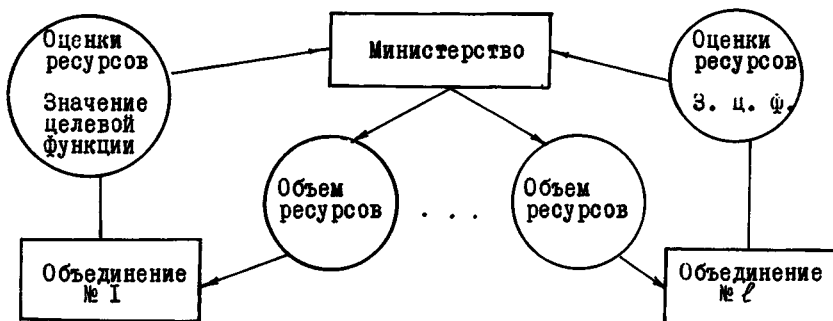 Оценки
ресурсов
Значение
целевой
функции
Министерство
Оценки
ресурсов
З. ц. ф.
Объем
ресурсов
. . .
Объем
ресурсов
Объединение
№ I
Объединение
№ ℓ